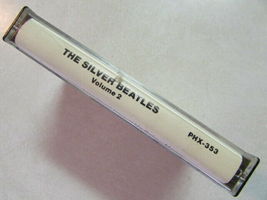 THE SILVER BEATLES
Volume 2
PHX-353